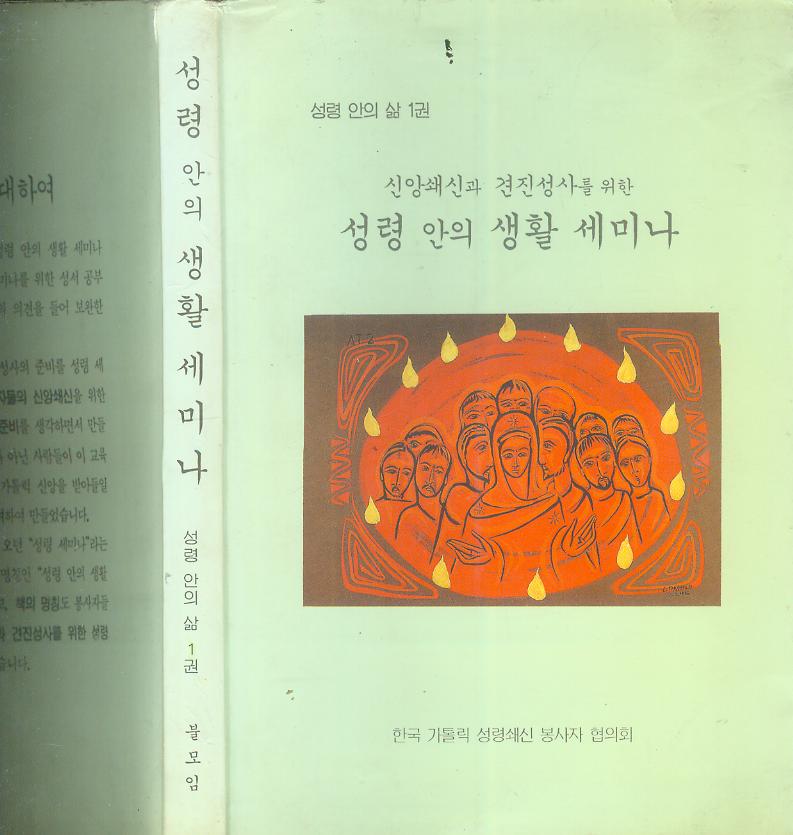 대하여
성령 안의 생활 세미나
미나를 위한 성서 공부
의견을 들어 보완한
성사의 준비를 성령 새
자들의 신앙쇄신을 위한
준비를 생각하면서 만들
아닌 사람들이 이 교육
가톨릭 신앙을 받아들일
하여 만들었습니다.
오던 "성령 세미나"라는
명칭인 "성령 안의 생활
책의 명칭도 봉사자들
견진성사를 위한 성령
습니다.
성령 안의 생활 세미나
성령 안의 삶 1권
불모임
성령 안의 삶 1권
신앙쇄신과 견진성사를 위한
성령 안의 생활 세미나
한국 가톨릭 성령쇄신 봉사자 협의회